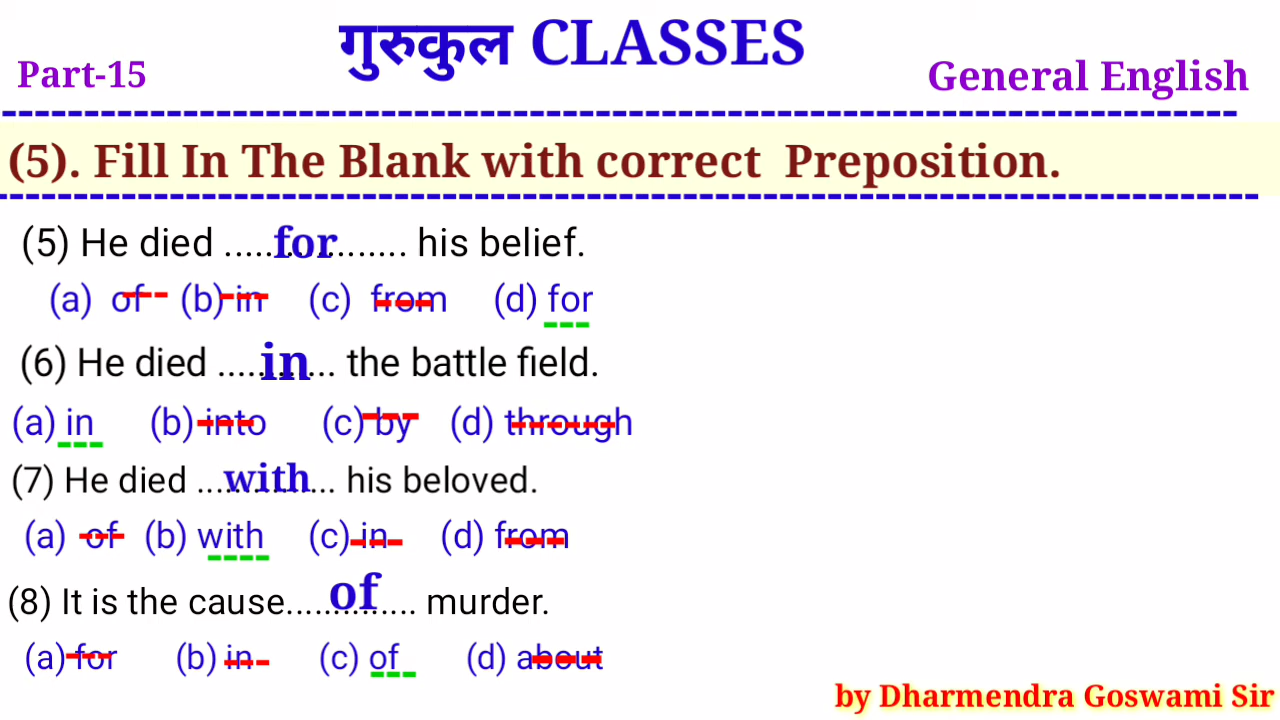 गुरुकुल CLASSES
Part-15
General English
(5). Fill In The Blank with correct Preposition.
(5) He died ......for......... his belief.
(a) of (b) in (c) from (d) for
(6) He died .....in... the battle field.
(a) in (b) into (c) by (d) through
(7) He died ...with... his beloved.
(a) of (b) with (c) in (d) from
(8) It is the cause.....of..... murder.
(a) for (b) in (c) of (d) about
by Dharmendra Goswami Sir